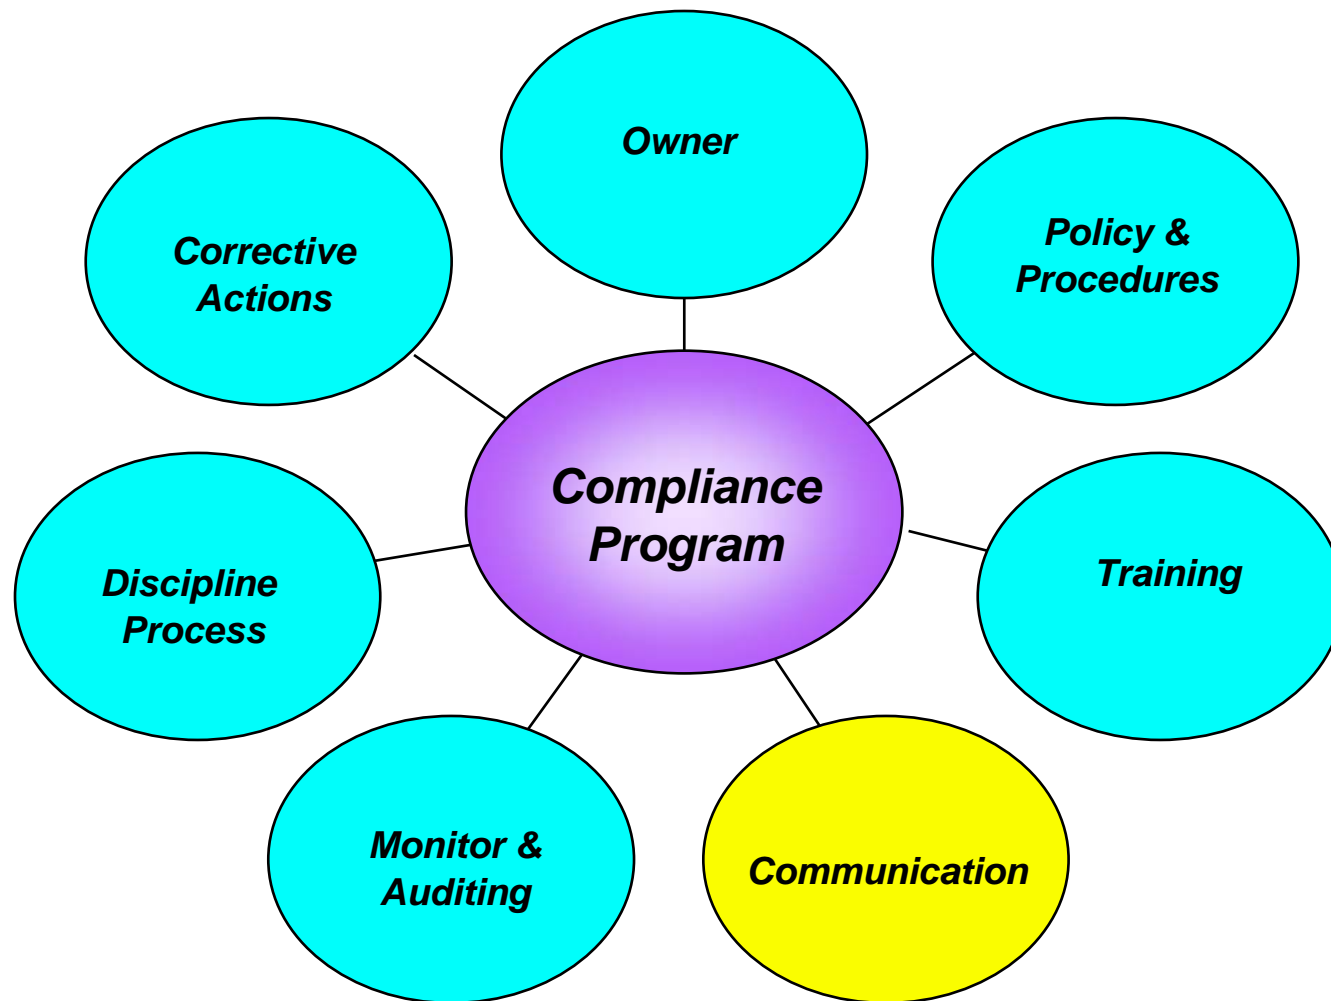 Owner
Policy &
Procedures
Corrective
Actions
Compliance
Program
Training
Discipline
Process
Monitor &
Auditing
Communication